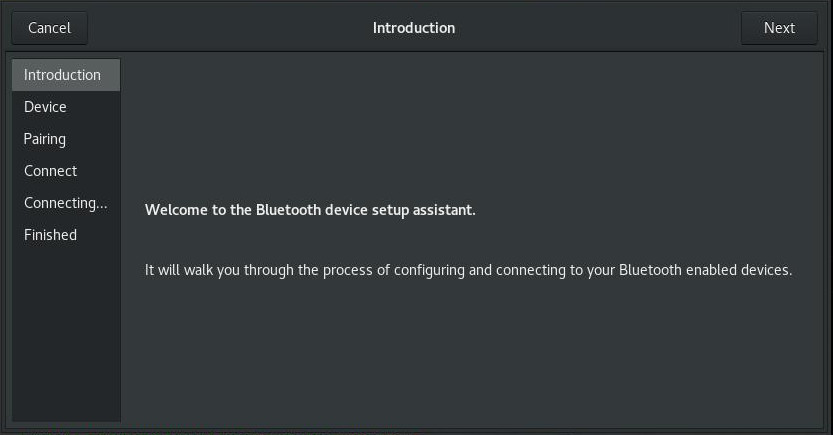 Cancel
Introduction
Next
Introduction
Device
Pairing
Connect
Connecting...
Finished
Welcome to the Bluetooth device setup assistant.
It will walk you through the process of configuring and connecting to your Bluetooth enabled devices.